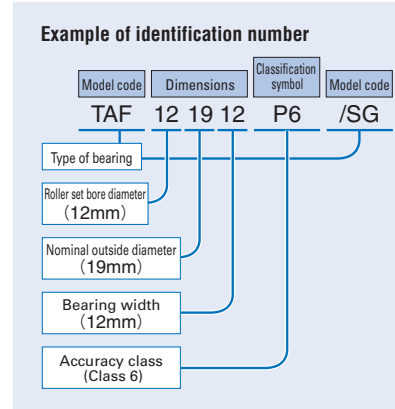 Example of identification number
Model code Dimensions Classification symbol Model code
TAF 12 19 12 P6 /SG
Type of bearing
Roller set bore diameter
（12mm）
Nominal outside diameter
（19mm）
Bearing width
（12mm）
Accuracy class
(Class 6)